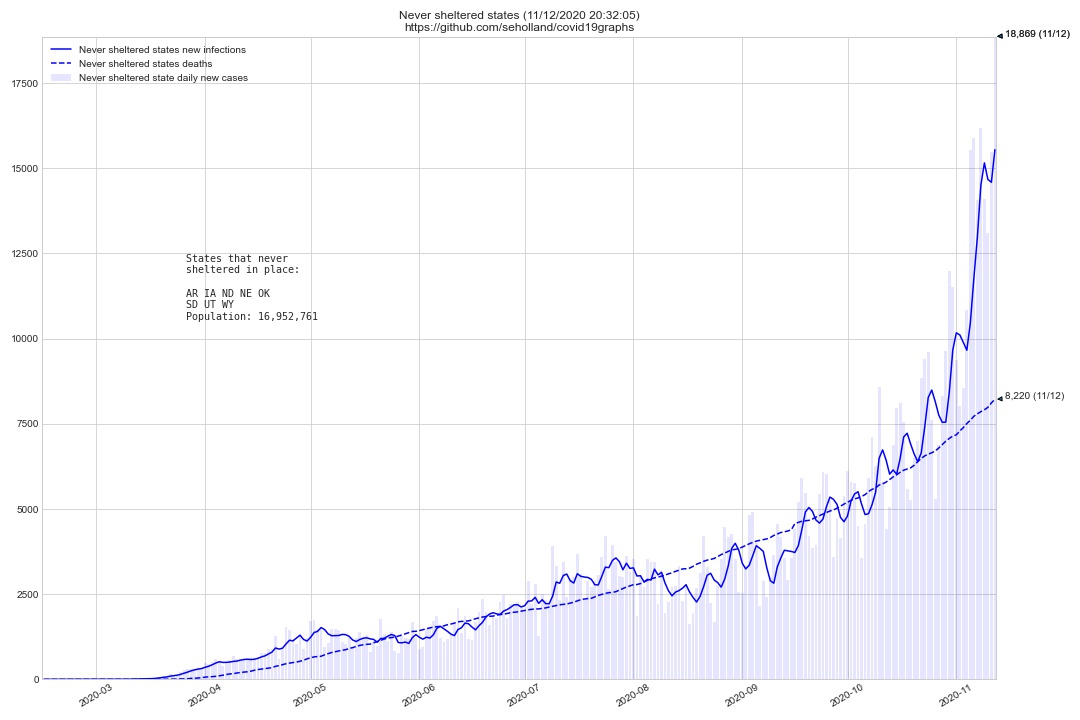 Never sheltered states (11/12/2020 20:32:05)
https://github.com/seholland/covid19graphs
Never sheltered states new infections
Never sheltered states deaths
Never sheltered state daily new cases
18,869 (11/12)
17500
15000
12500
States that never
sheltered in place:
AR IA ND NE OK
SD UT WY
Population: 16,952,761
10000
8,220 (11/12)
7500
5000
2500
0
2020-03
2020-04
2020-05
2020-06
2020-07
2020-08
2020-09
2020-10
2020-11